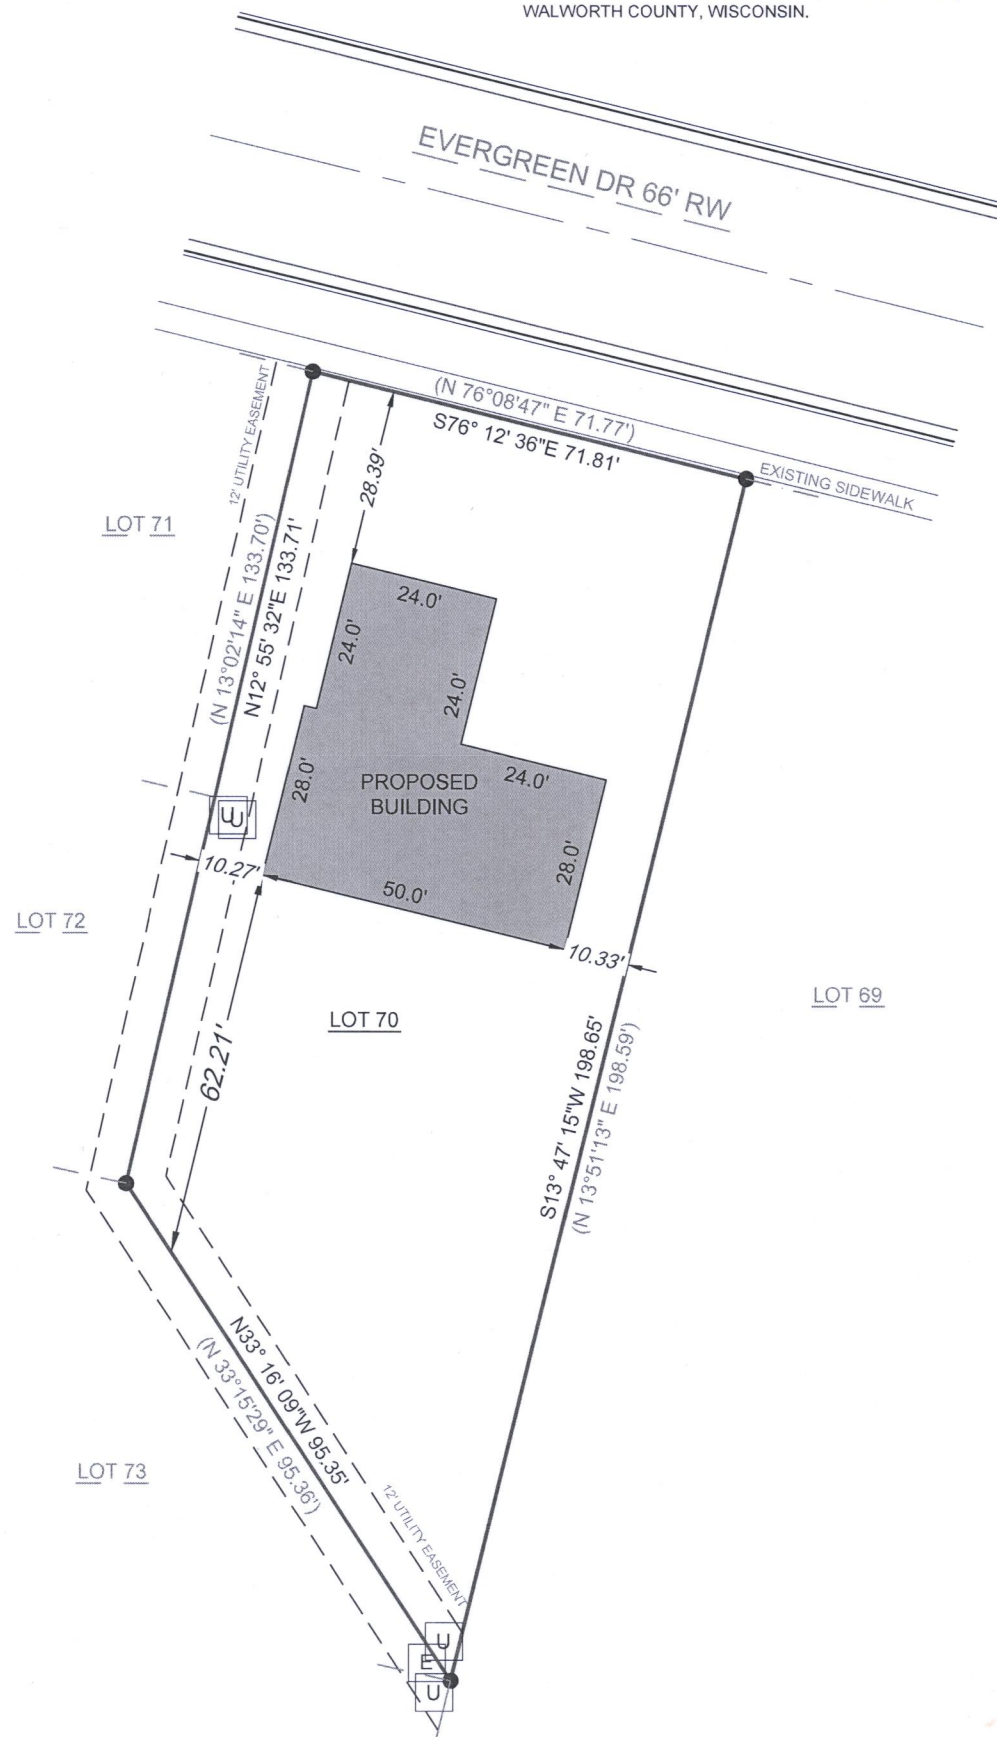 WALWORTH COUNTY, WISCONSIN.
EVERGREEN DR 66' RW
(N 76°08'47" E 71.77')
S76° 12' 36"E 71.81'
EXISTING SIDEWALK
12' UTILITY EASEMENT
28.39'
LOT 71
(N 13°02'14" E 133.70')
N12° 55' 32"E 133.71'
24.0'
24.0'
24.0'
24.0'
28.0'
PROPOSED
BUILDING
U
U
28.0'
10.27'
50.0'
10.33'
LOT 72
LOT 69
LOT 70
62.21'
S13° 47' 15"W 198.65'
(N 13°51'13" E 198.59')
N33° 16' 09"W 95.35'
(N 33°15'29" E 95.36')
LOT 73
12' UTILITY EASEMENT
U
E
U